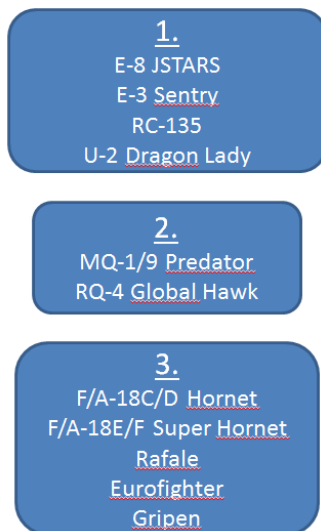 1.
E-8 JSTARS
E-3 Sentry
RC-135
U-2 Dragon Lady
2.
MQ-1/9 Predator
RQ-4 Global Hawk
3.
F/A-18C/D Hornet
F/A-18E/F Super Hornet
Rafale
Eurofighter
Gripen